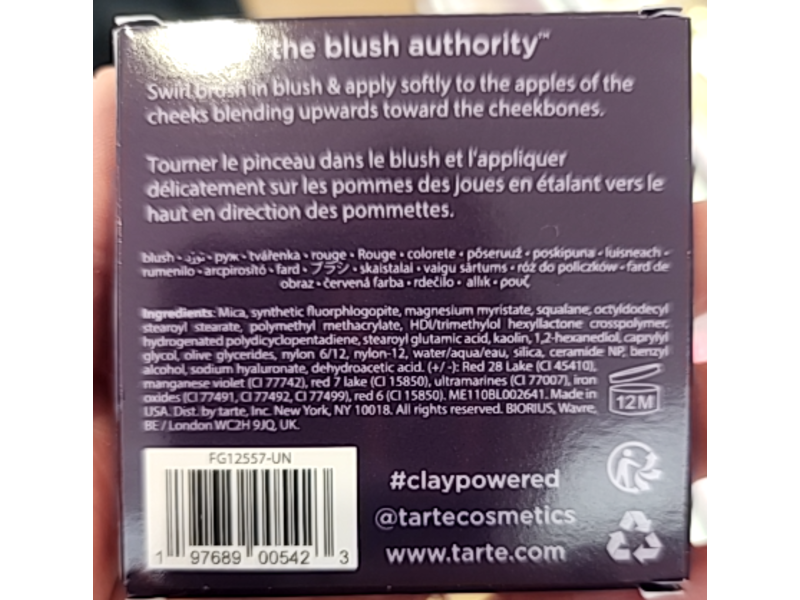 the blush authority™
Swirl brush in blush & apply softly to the apples of the
cheeks blending upwards toward the cheekbones.
Tourner le pinceau dans le blush et l'appliquer
délicatement sur les pommes des Joues en étalant vers le
haut en direction des pommettes.
blush • руж • tvářenka • rouge • Rouge • colorete • põseruuž • poskipuna • luisneach •
rumenilo • arcpirosító • fard • ブラシ • skaistalai • vaigu sārtums • róż do policzków • fard de
obraz • červená farba • rdečilo • allık • ρουζ
Ingredients: Mica, synthetic fluorphlogopite, magnesium myristate, squalane, octyldodecyl
stearoyl stearate, polymethyl methacrylate, HDI/trimethylol hexyllactone crosspolymer,
hydrogenated polydicyclopentadiene, stearoyl glutamic acid, kaolin, 1,2-hexanediol, caprylyl
glycol, olive glycerides, nylon 6/12, nylon-12, water/aqua/eau, silica, ceramide NP, benzyl
alcohol, sodium hyaluronate, dehydroacetic acid. (+/-): Red 28 Lake (CI 45410),
manganese violet (CI 77742), red 7 lake (CI 15850), ultramarines (CI 77007), iron
oxides (CI 77491, CI 77492, CI 77499), red 6 (CI 15850). ME110BL002641. Made in
USA. Dist. by tarte, Inc. New York, NY 10018. All rights reserved. BIORIUS, Wavre,
BE / London WC2H 9JQ, UK.
12M
FG12557-UN
1 97689 00542 3
#claypowered
@tartecosmetics
www.tarte.com